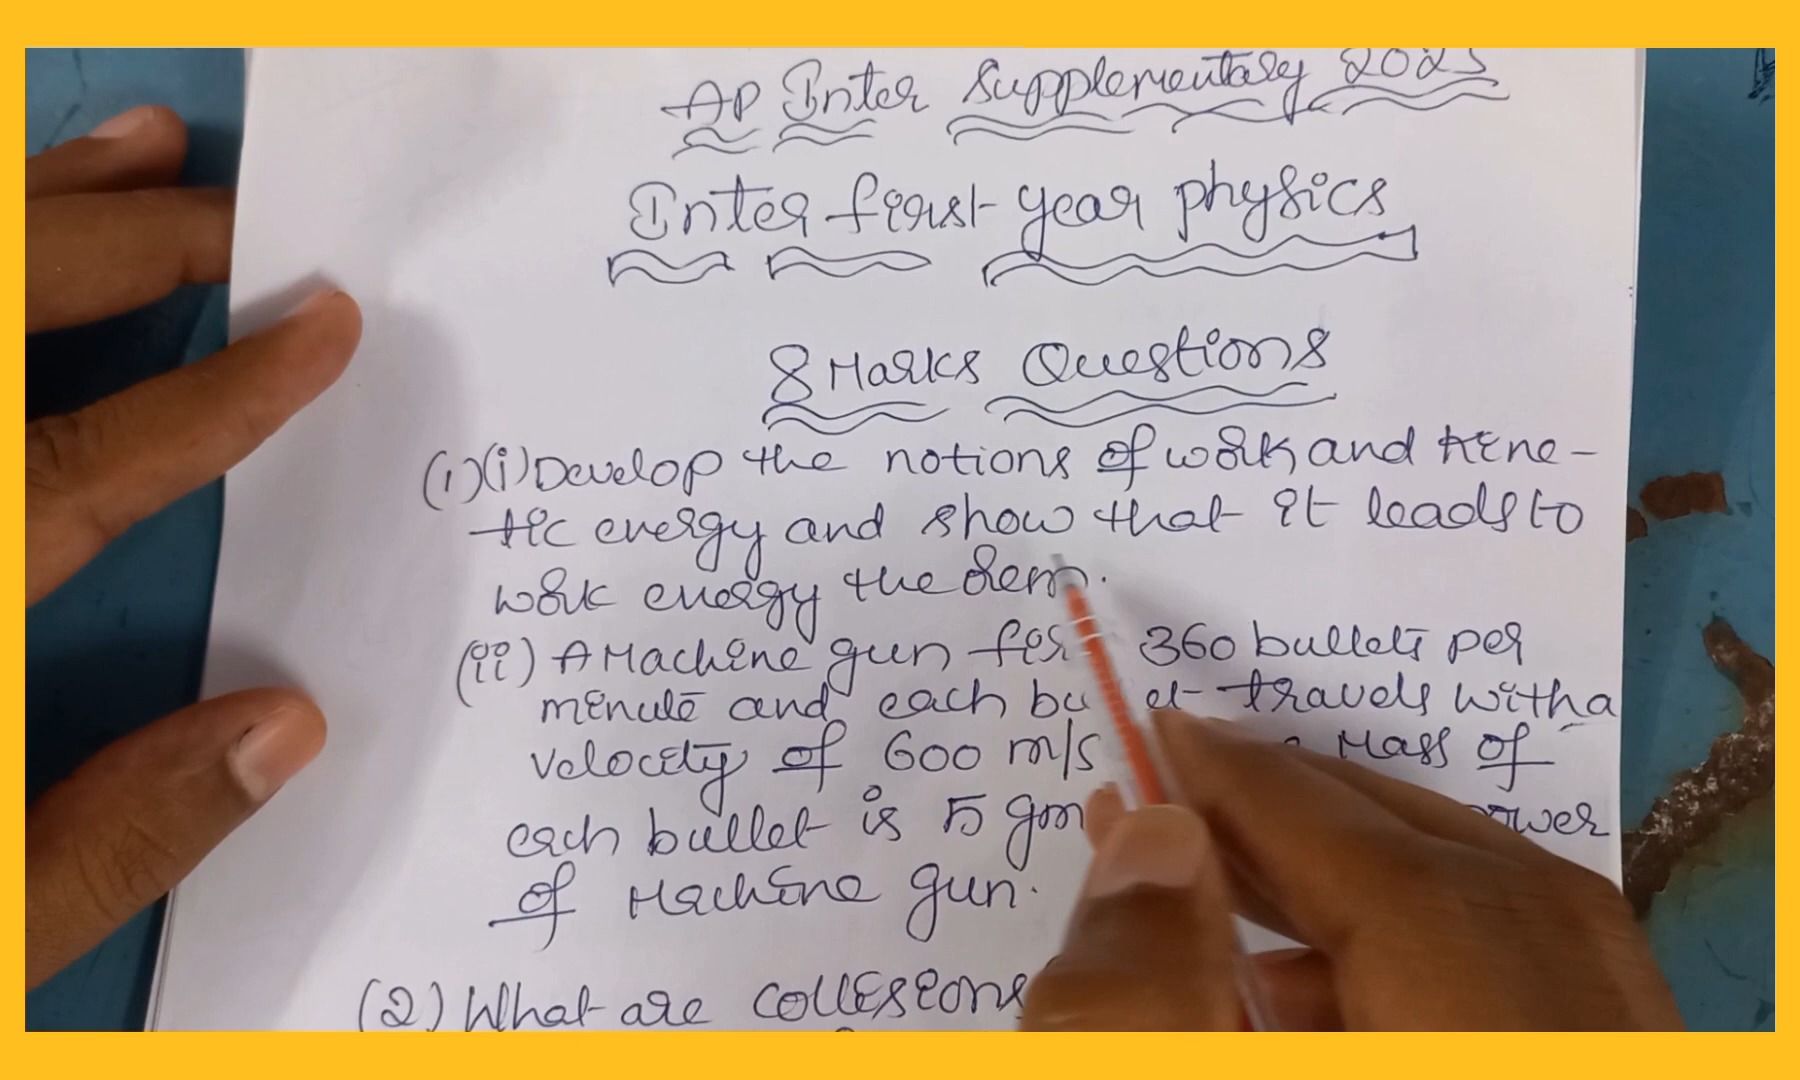 AP Inter Supplementary 2025
Inter first year physics
8 Marks Questions
(1)(i) Develop the notions of work and kine-
tic energy and show that it leads to
work energy theorem.
(ii) A Machine gun 360 bullets per
minute and each travels with a
velocity of 600 m/s Mass of
each bullet is 5 gm
of Machine gun.
(2) What are collisions